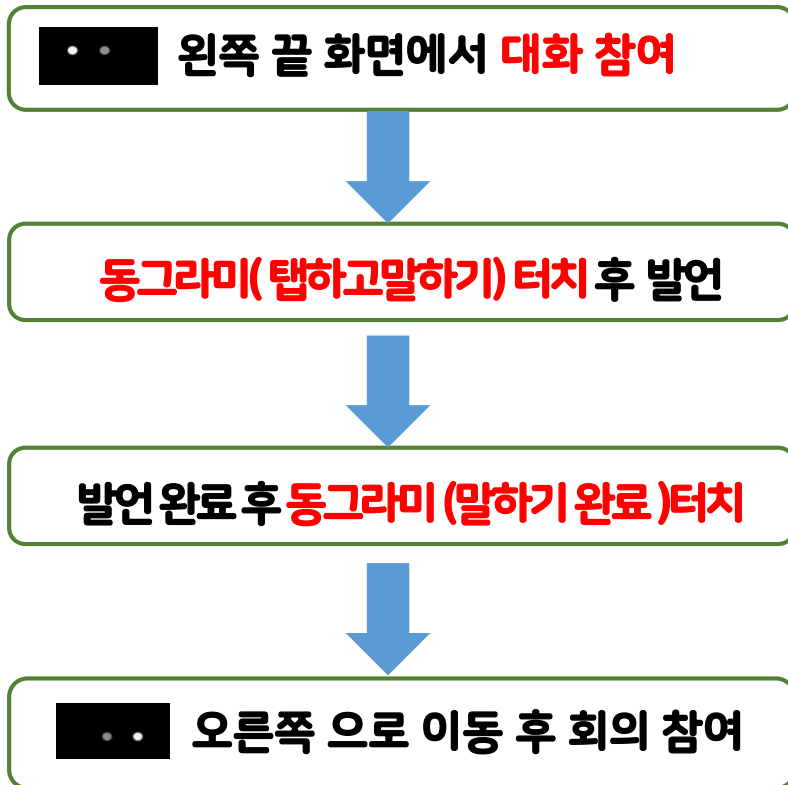 왼쪽 끝 화면에서 대화 참여
동그라미( 탭하고말하기) 터치 후 발언
발언 완료 후 동그라미 (말하기 완료 )터치
오른쪽 으로 이동 후 회의 참여